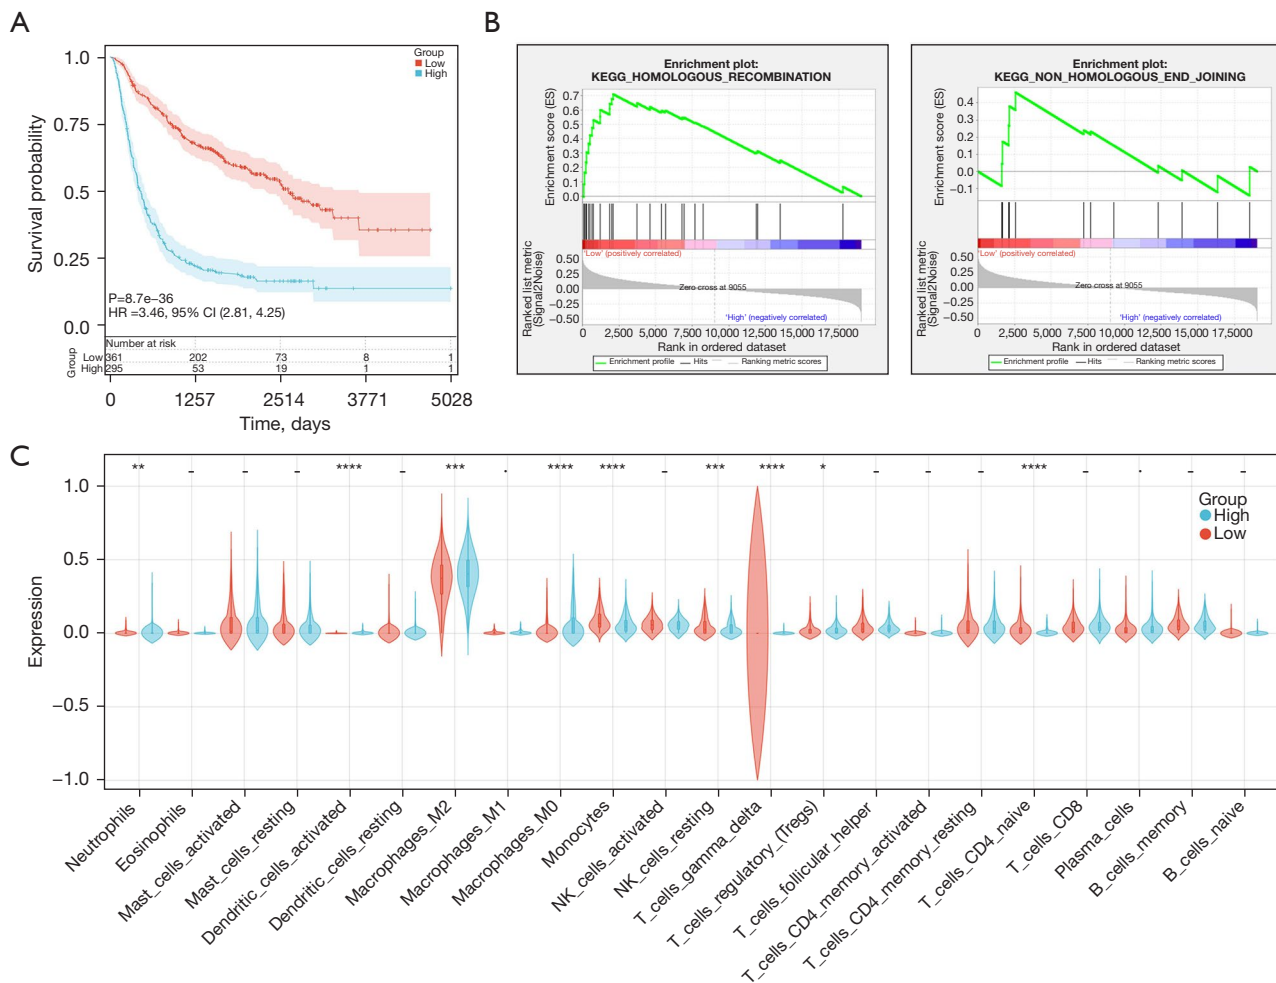 A
B
Group
Low
High
1.0
0.75
0.5
0.25
0.0
Survival probability
P=8.7e−36
HR =3.46, 95% CI (2.81, 4.25)
Number at risk
Group
Low 361 202 73 8 1
High 295 53 19 1 1
0 1257 2514 3771 5028
Time, days
Enrichment plot:
KEGG_HOMOLOGOUS_RECOMBINATION
Enrichment score (ES)
0.7
0.6
0.5
0.4
0.3
0.2
0.1
0.0
Ranked list metric
(Signal2Noise)
Low' (positively correlated)
0.50
0.25
0.00
−0.25
−0.50
Zero cross at 9055
'High' (negatively correlated)
0 2,500 5,000 7,500 10,000 12,500 15,000 17,5000
Rank in ordered dataset
Enrichment profile Hits Ranking metric scores
Enrichment plot:
KEGG_NON_HOMOLOGOUS_END_JOINING
Enrichment score (ES)
0.4
0.3
0.2
0.1
0.0
−0.1
Ranked list metric
(Signal2Noise)
Low' (positively correlated)
0.50
0.25
0.00
−0.25
−0.50
Zero cross at 9055
'High' (negatively correlated)
0 2,500 5,000 7,500 10,000 12,500 15,000 17,5000
Rank in ordered dataset
Enrichment profile Hits Ranking metric scores
C
** – – – **** – *** · **** **** – *** **** * – – – **** – · – –
Group
High
Low
1.0
0.5
0.0
−0.5
−1.0
Expression
Neutrophils
Eosinophils
Mast_cells_activated
Mast_cells_resting
Dendritic_cells_activated
Dendritic_cells_resting
Macrophages_M2
Macrophages_M1
Macrophages_M0
Monocytes
NK_cells_activated
NK_cells_resting
T_cells_gamma_delta
T_cells_regulatory_(Tregs)
T_cells_follicular_helper
T_cells_CD4_memory_activated
T_cells_CD4_memory_resting
T_cells_CD4_naive
T_cells_CD8
Plasma_cells
B_cells_memory
B_cells_naive